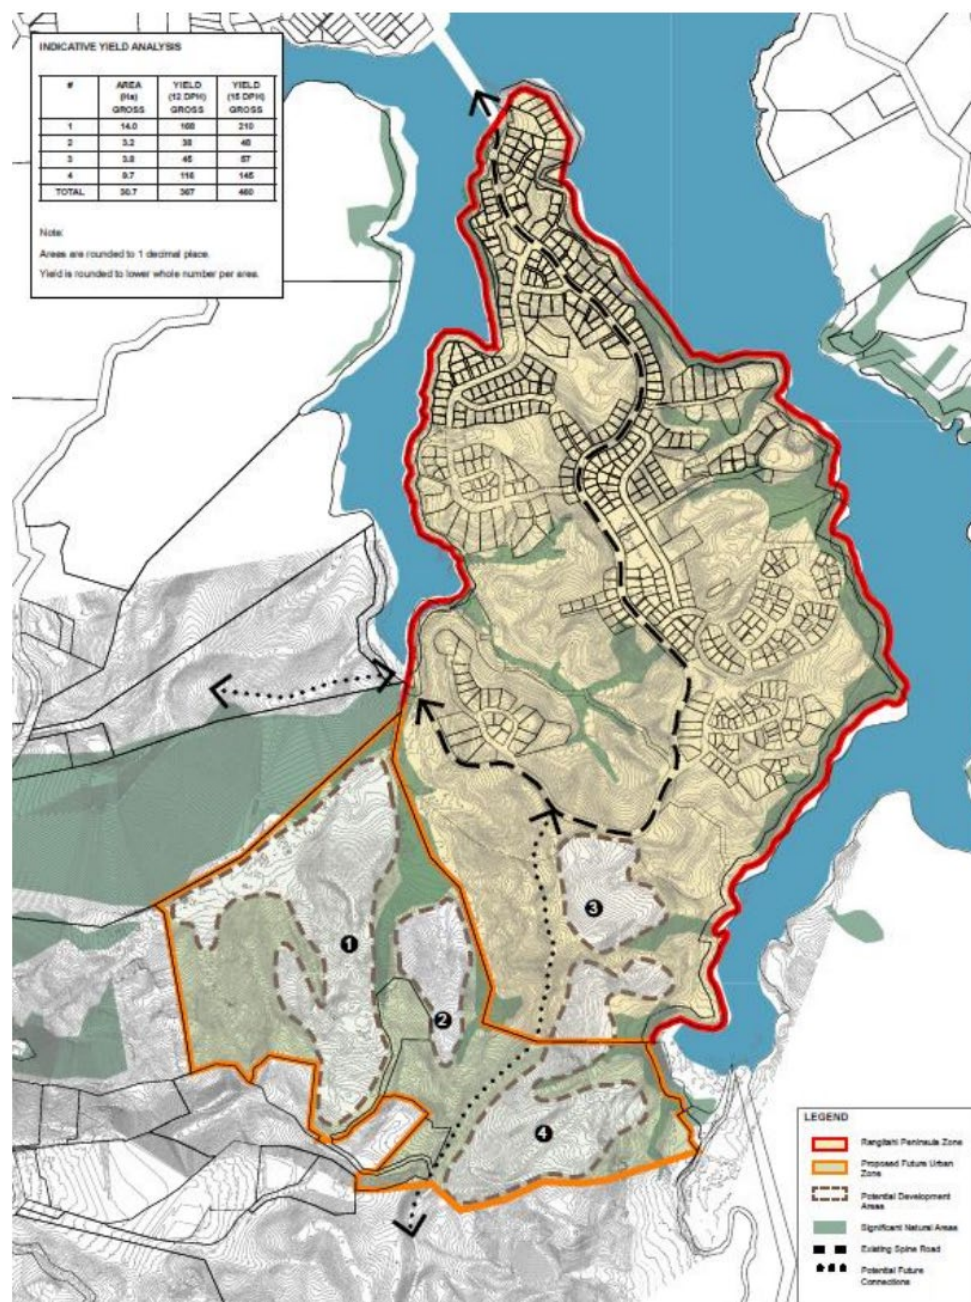 INDICATIVE YIELD ANALYSIS
# AREA (Ha) GROSS YIELD (12 DPH) GROSS YIELD (15 DPH) GROSS
1 14.0 168 210
2 3.2 38 48
3 3.8 45 57
4 9.7 116 145
TOTAL 30.7 367 460
Note:
Areas are rounded to 1 decimal place.
Yield is rounded to lower whole number per area.
1
2
3
4
LEGEND
Rangitahi Peninsula Zone
Proposed Future Urban
Zone
Potential Development
Areas
Significant Natural Areas
Existing Spine Road
Potential Future
Connections